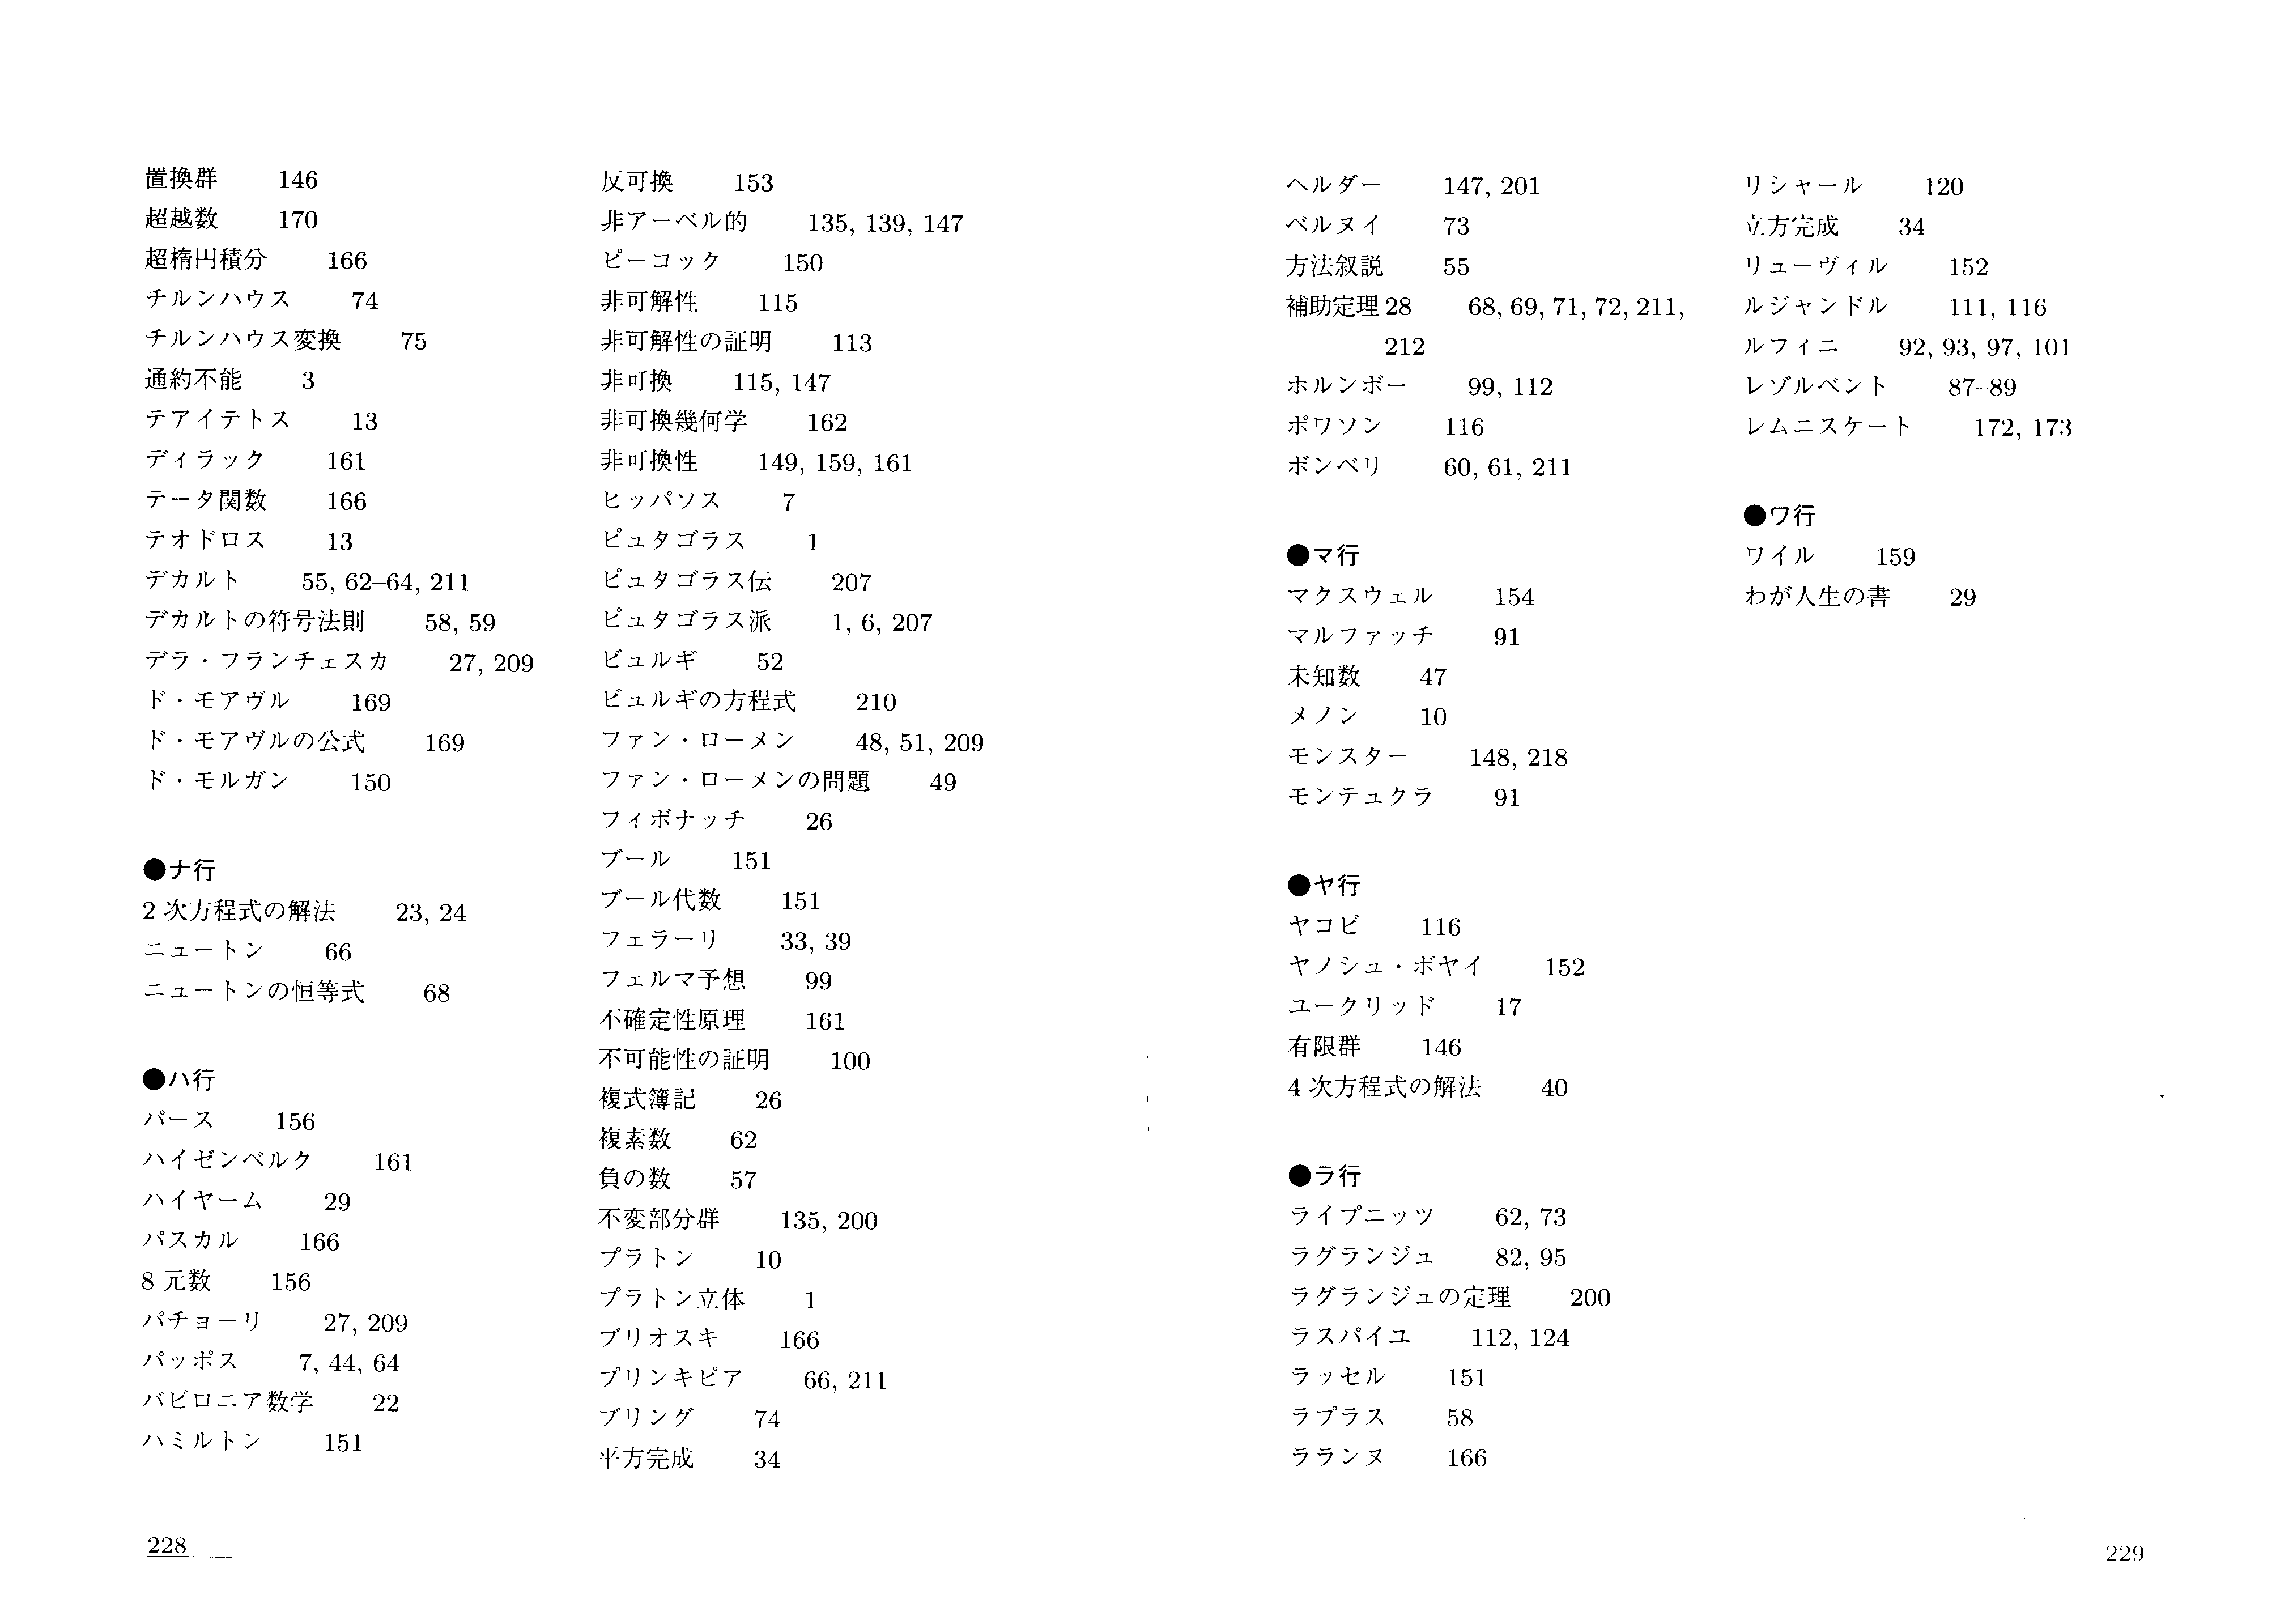 置換群 146
超越数 170
超楕円積分 166
チルンハウス 74
チルンハウス変換 75
通約不能 3
テアイテトス 13
ディラック 161
テータ関数 166
テオドロス 13
デカルト 55, 62–64, 211
デカルトの符号法則 58, 59
デラ・フランチェスカ 27, 209
ド・モアヴル 169
ド・モアヴルの公式 169
ド・モルガン 150
●ナ行
2 次方程式の解法 23, 24
ニュートン 66
ニュートンの恒等式 68
●ハ行
パース 156
ハイゼンベルク 161
ハイヤーム 29
パスカル 166
8 元数 156
パチョーリ 27, 209
パッポス 7, 44, 64
バビロニア数学 22
ハミルトン 151
反可換 153
非アーベル的 135, 139, 147
ピーコック 150
非可解性 115
非可解性の証明 113
非可換 115, 147
非可換幾何学 162
非可換性 149, 159, 161
ヒッパソス 7
ピュタゴラス 1
ピュタゴラス伝 207
ピュタゴラス派 1, 6, 207
ビュルギ 52
ビュルギの方程式 210
ファン・ローメン 48, 51, 209
ファン・ローメンの問題 49
フィボナッチ 26
ブール 151
ブール代数 151
フェラーリ 33, 39
フェルマ予想 99
不確定性原理 161
不可能性の証明 100
複式簿記 26
複素数 62
負の数 57
不変部分群 135, 200
プラトン 10
プラトン立体 1
ブリオスキ 166
プリンキピア 66, 211
ブリング 74
平方完成 34
228
ヘルダー 147, 201
ベルヌイ 73
方法叙説 55
補助定理 28 68, 69, 71, 72, 211,
212
ホルンボー 99, 112
ポワソン 116
ボンベリ 60, 61, 211
●マ行
マクスウェル 154
マルファッチ 91
未知数 47
メノン 10
モンスター 148, 218
モンテュクラ 91
●ヤ行
ヤコビ 116
ヤノシュ・ボヤイ 152
ユークリッド 17
有限群 146
4 次方程式の解法 40
●ラ行
ライプニッツ 62, 73
ラグランジュ 82, 95
ラグランジュの定理 200
ラスパイユ 112, 124
ラッセル 151
ラプラス 58
ラランヌ 166
リシャール 120
立方完成 34
リューヴィル 152
ルジャンドル 111, 116
ルフィニ 92, 93, 97, 101
レゾルベント 87–89
レムニスケート 172, 173
●ワ行
ワイル 159
わが人生の書 29
229